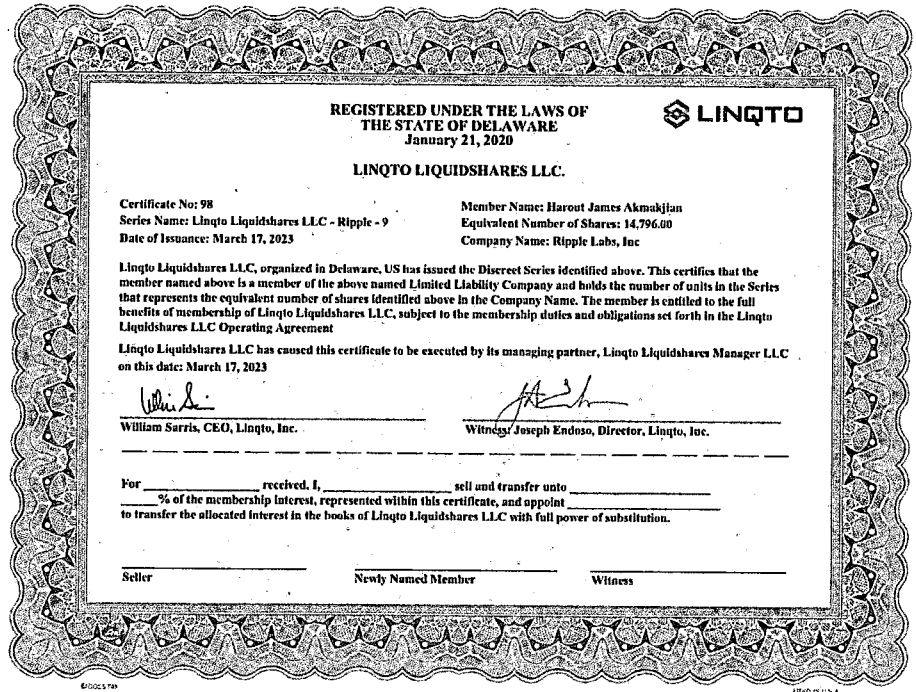 REGISTERED UNDER THE LAWS OF
THE STATE OF DELAWARE
January 21, 2020
LINQTO
LINQTO LIQUIDSHARES LLC.
Certificate No: 98
Series Name: Linqto Liquidshares LLC - Ripple - 9
Date of Issuance: March 17, 2023
Member Name: Harout James Akmakjian
Equivalent Number of Shares: 14,796.00
Company Name: Ripple Labs, Inc
Linqto Liquidshares LLC, organized in Delaware, US has issued the Discreet Series identified above. This certifies that the
member named above is a member of the above named Limited Liability Company and holds the number of units in the Series
that represents the equivalent number of shares identified above in the Company Name. The member is entitled to the full
benefits of membership of Linqto Liquidshares LLC, subject to the membership duties and obligations set forth in the Linqto
Liquidshares LLC Operating Agreement
Linqto Liquidshares LLC has caused this certificate to be executed by its managing partner, Linqto Liquidshares Manager LLC
on this date: March 17, 2023
William Sarris, CEO, Linqto, Inc.
Witness: Joseph Endoso, Director, Linqto, Inc.
For ____________ received, I, ____________ sell and transfer unto ____________
____% of the membership interest, represented within this certificate, and appoint ____________
to transfer the allocated interest in the books of Linqto Liquidshares LLC with full power of substitution.
Seller
Newly Named Member
Witness